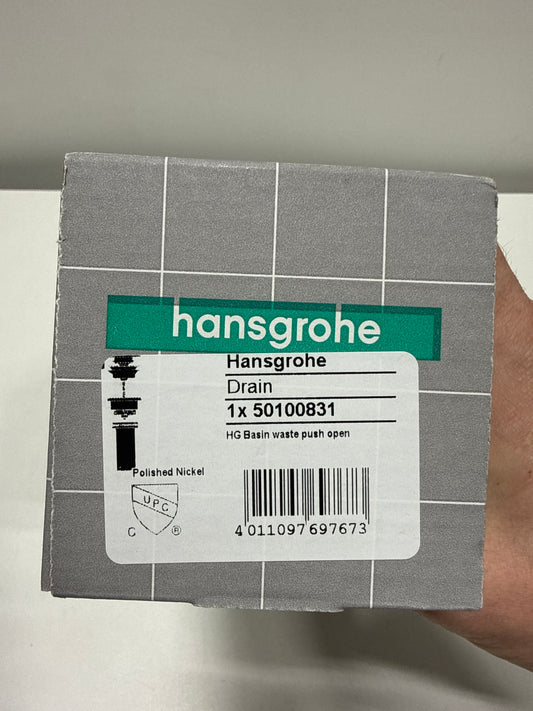 hansgrohe
Hansgrohe
Drain
1x 50100831
HG Basin waste push open
Polished Nickel
UPC
C ®
4 011097 697673